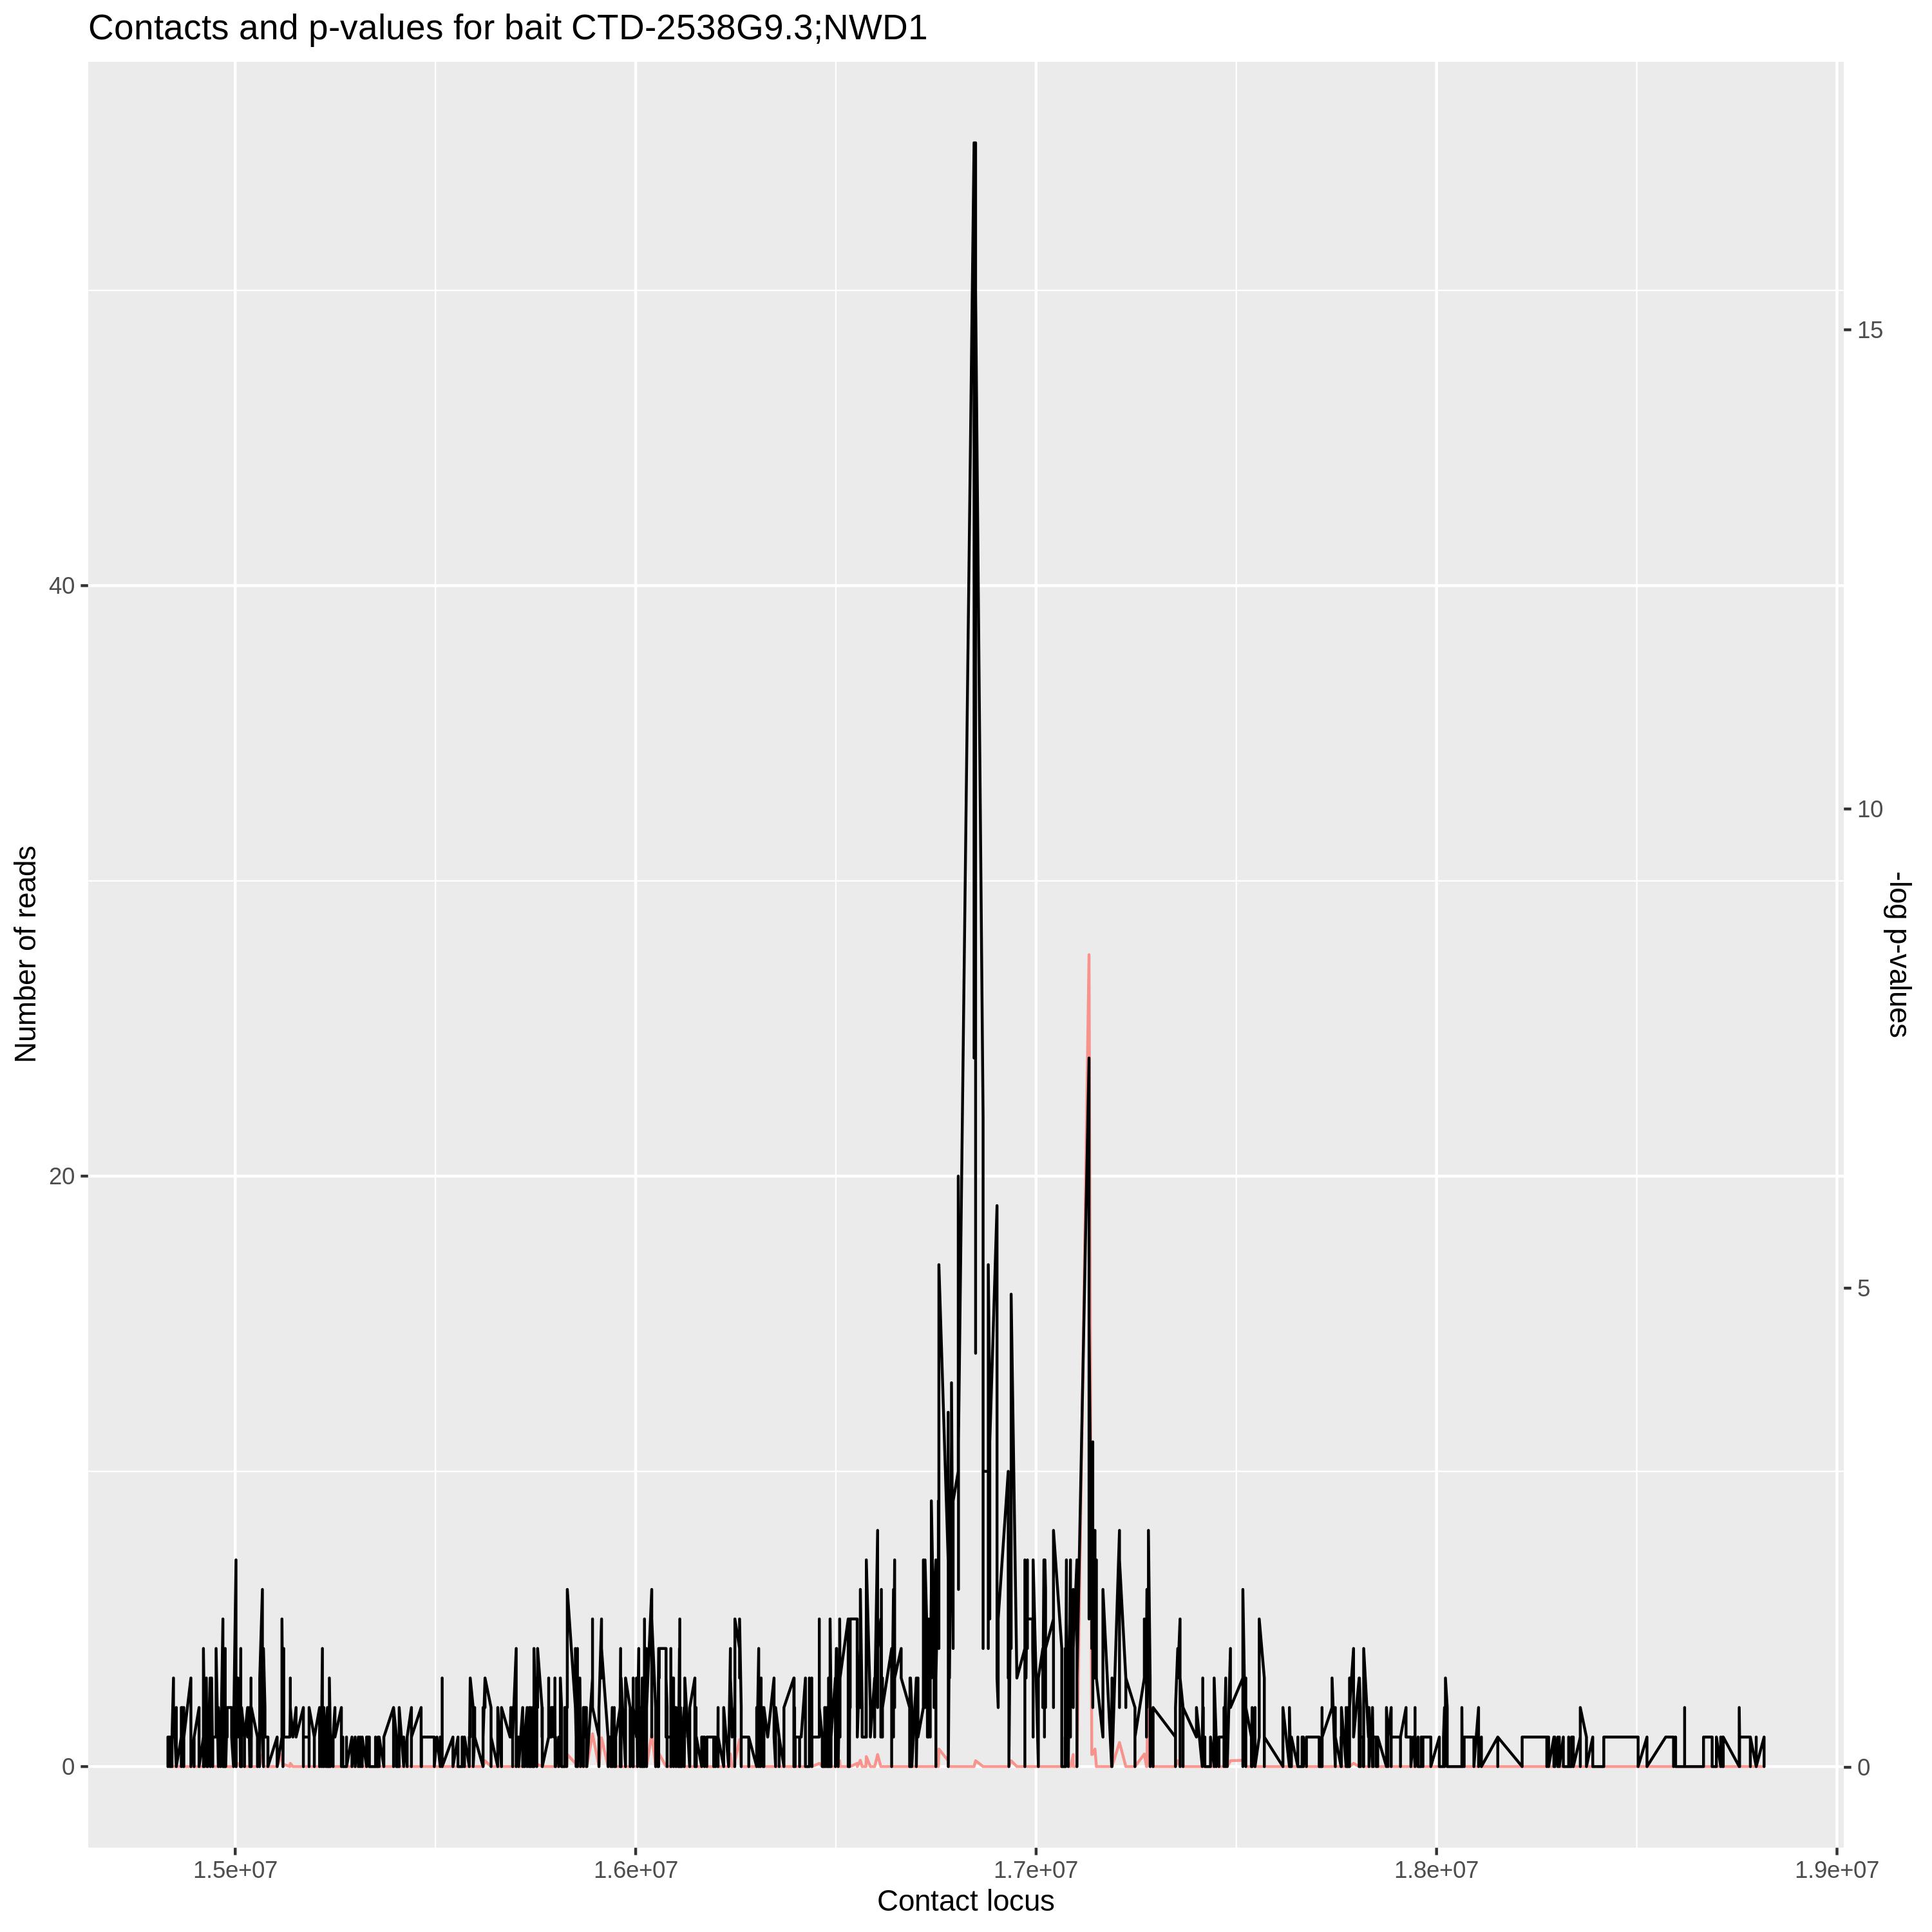 Contacts and p-values for bait CTD-2538G9.3;NWD1
Number of reads
40
20
0
15
10
5
0
-log p-values
1.5e+07
1.6e+07
1.7e+07
1.8e+07
1.9e+07
Contact locus